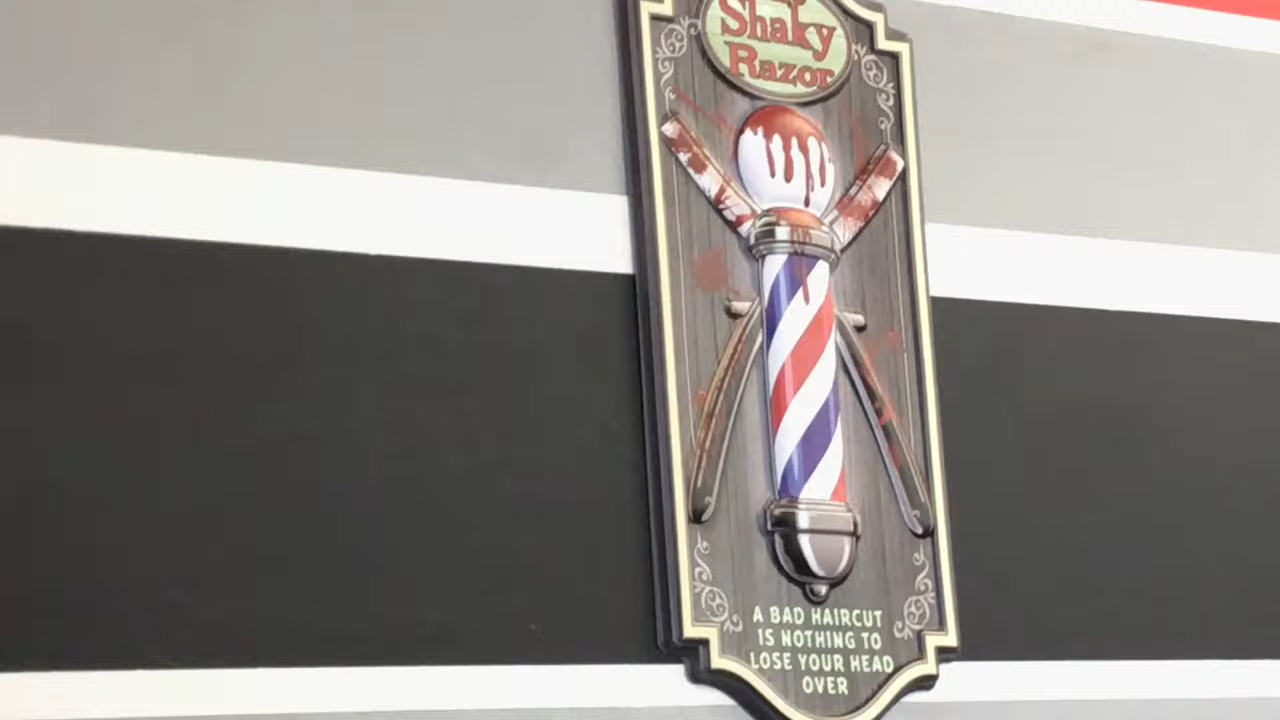 Shaky
Razor
A BAD HAIRCUT
IS NOTHING TO
LOSE YOUR HEAD
OVER